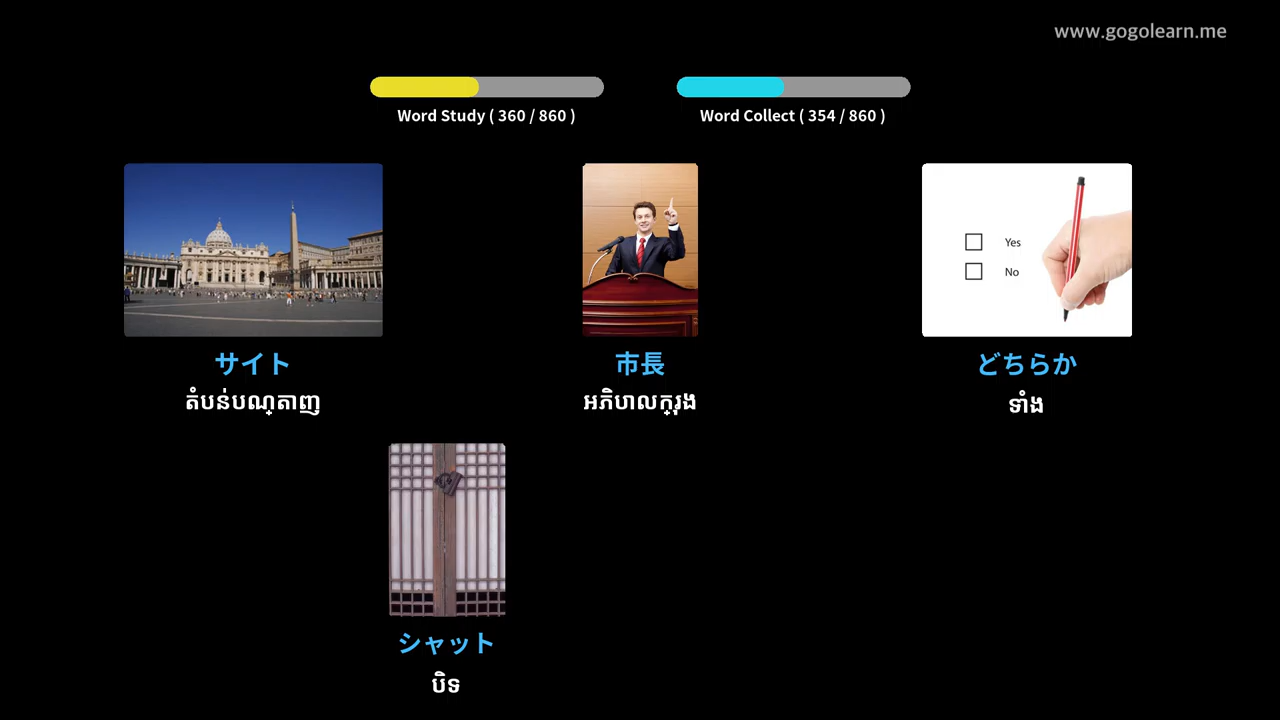 www.gogolearn.me
Word Study ( 360 / 860 )
Word Collect ( 354 / 860 )
Yes
No
サイト
市長
どちらか
តំបន់បណ្តាញ
អភិបាលក្រុង
ទាំង
シャット
បិទ